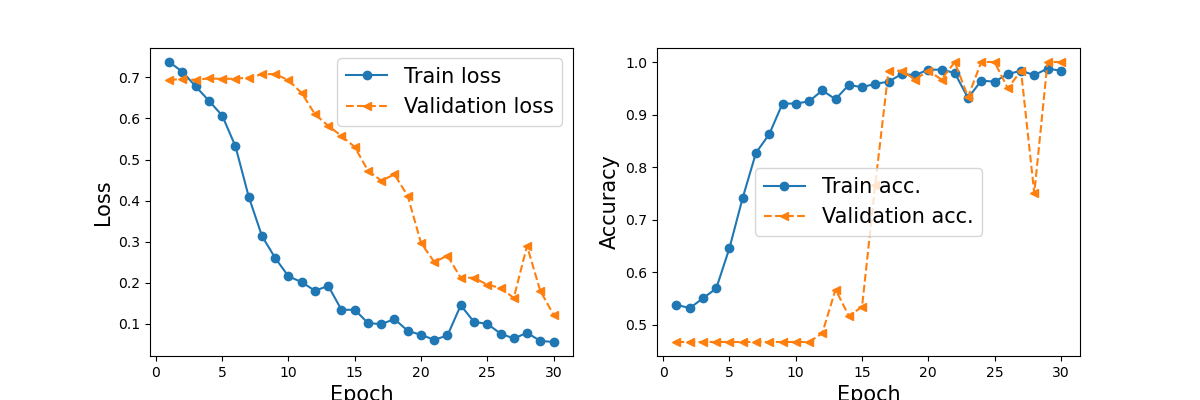 0.7
0.6
0.5
0.4
0.3
0.2
0.1
Loss
Train loss
Validation loss
0 5 10 15 20 25 30
Epoch
1.0
0.9
0.8
0.7
0.6
0.5
Accuracy
Train acc.
Validation acc.
0 5 10 15 20 25 30
Epoch